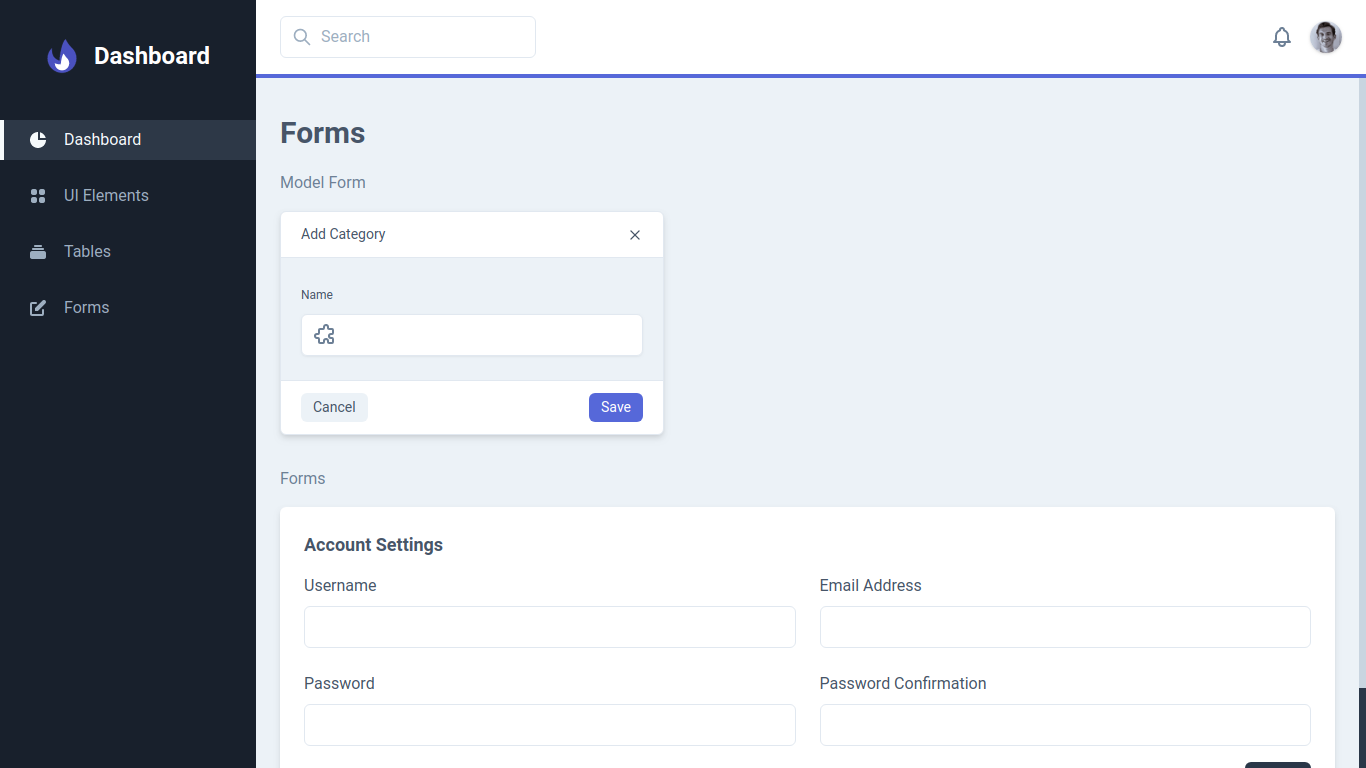 Dashboard
Dashboard
UI Elements
Tables
Forms
Search
Forms
Model Form
Add Category
Name
Cancel
Save
Forms
Account Settings
Username
Email Address
Password
Password Confirmation